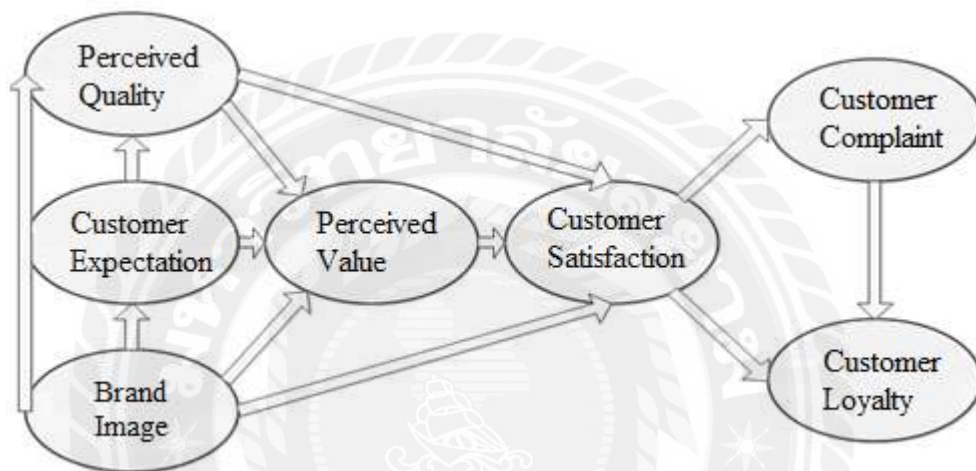 Perceived
Quality
Customer
Complaint
Customer
Expectation
Perceived
Value
Customer
Satisfaction
Brand
Image
Customer
Loyalty